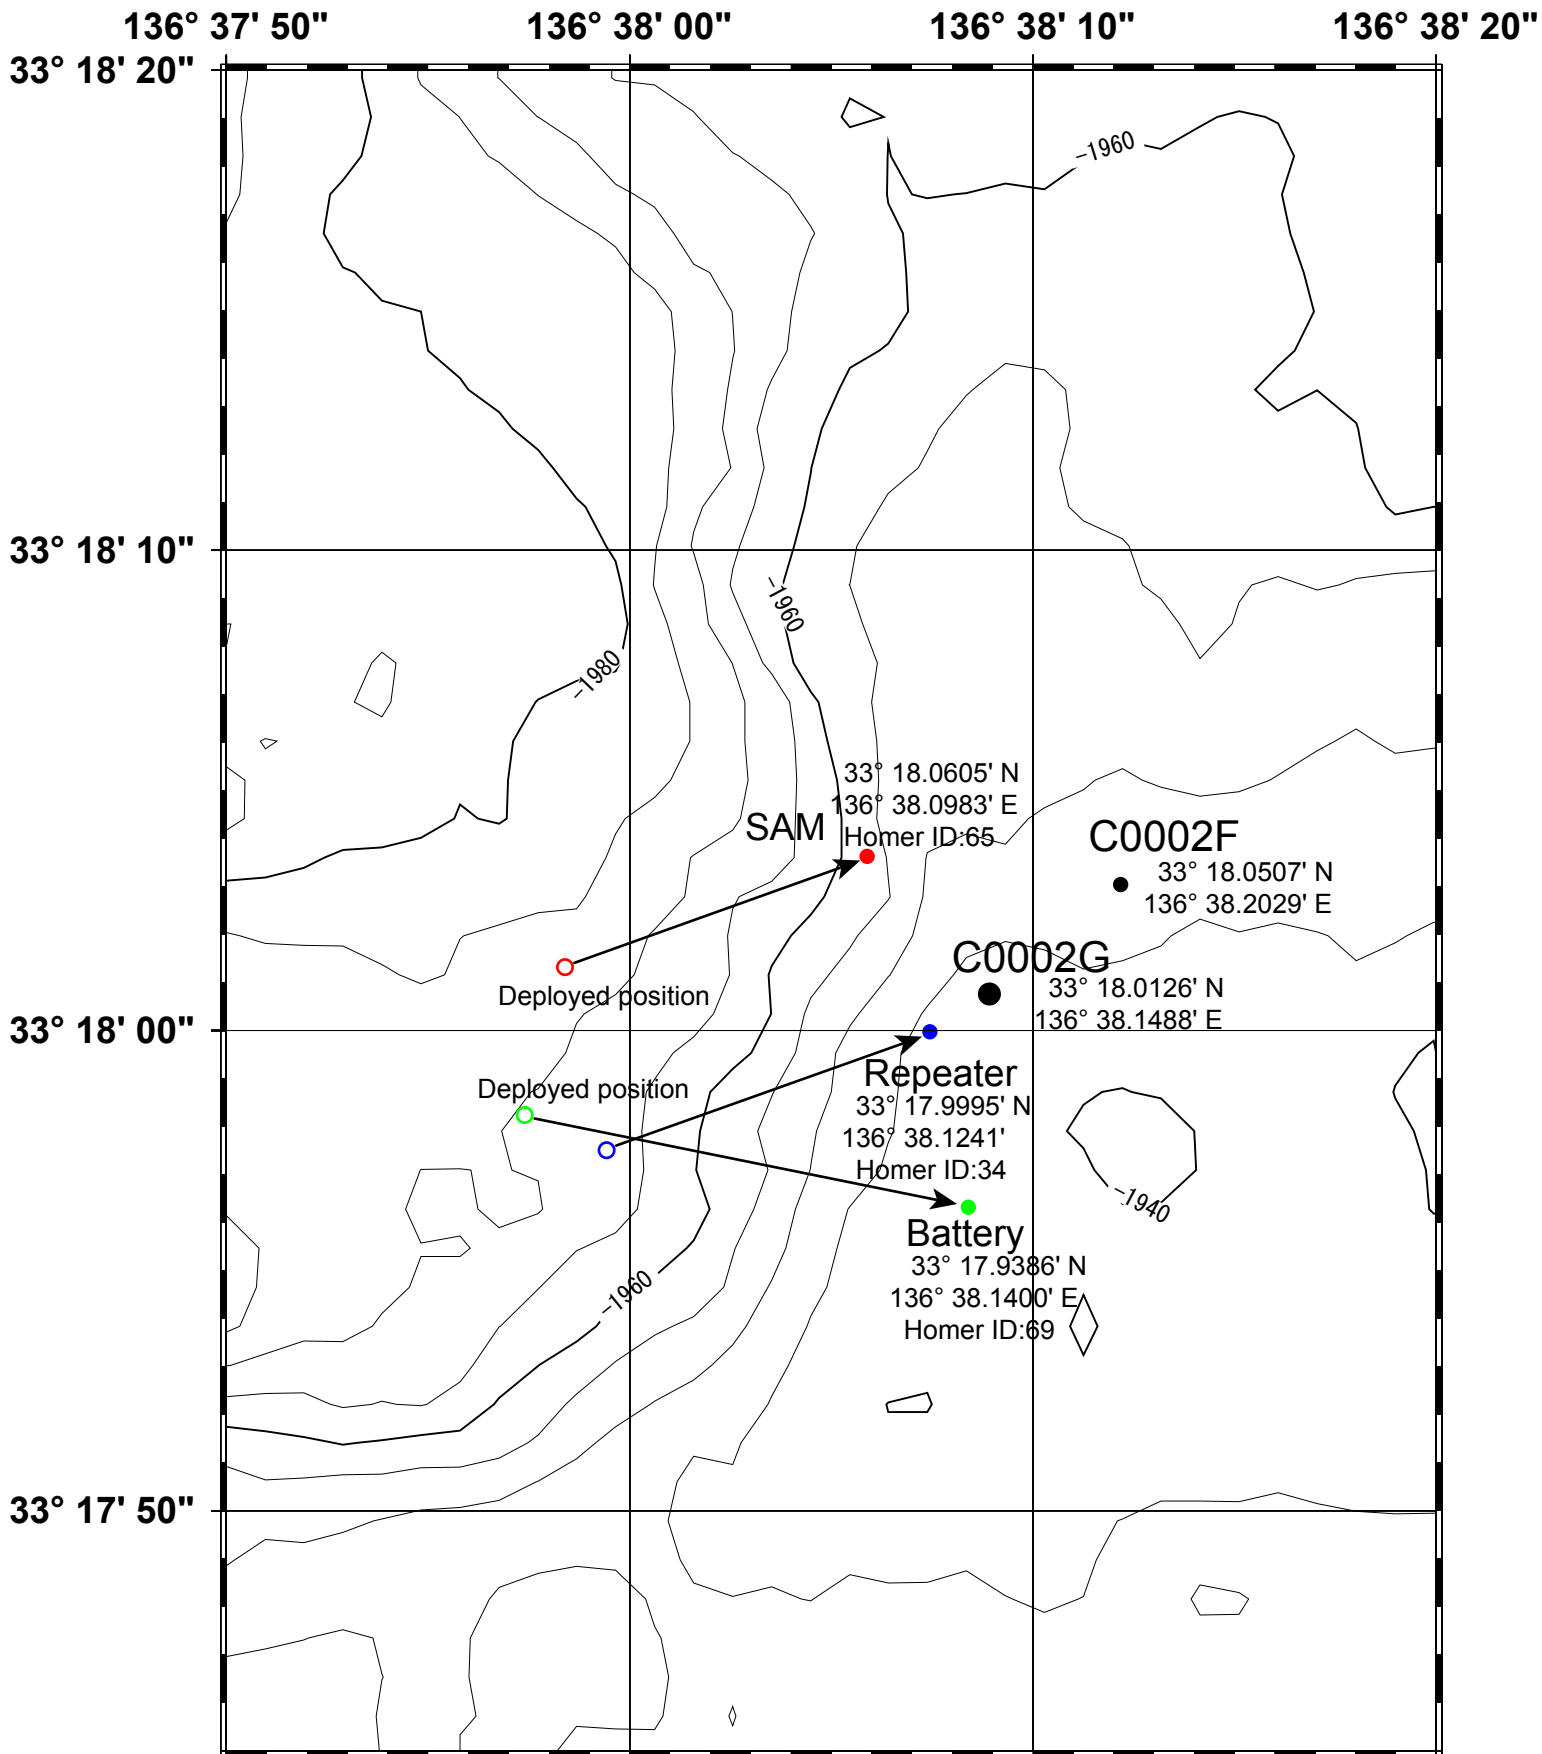 136° 37' 50"
136° 38' 00"
136° 38' 10"
136° 38' 20"
33° 18' 20"
−1960
33° 18' 10"
−1960
−1980
33° 18.0605' N
136° 38.0983' E
Homer ID:65
SAM
C0002F
33° 18.0507' N
136° 38.2029' E
C0002G
33° 18.0126' N
136° 38.1488' E
Deployed position
33° 18' 00"
Repeater
33° 17.9995' N
136° 38.1241'
Homer ID:34
Deployed position
−1940
Battery
33° 17.9386' N
136° 38.1400' E
Homer ID:69
−1960
33° 17' 50"